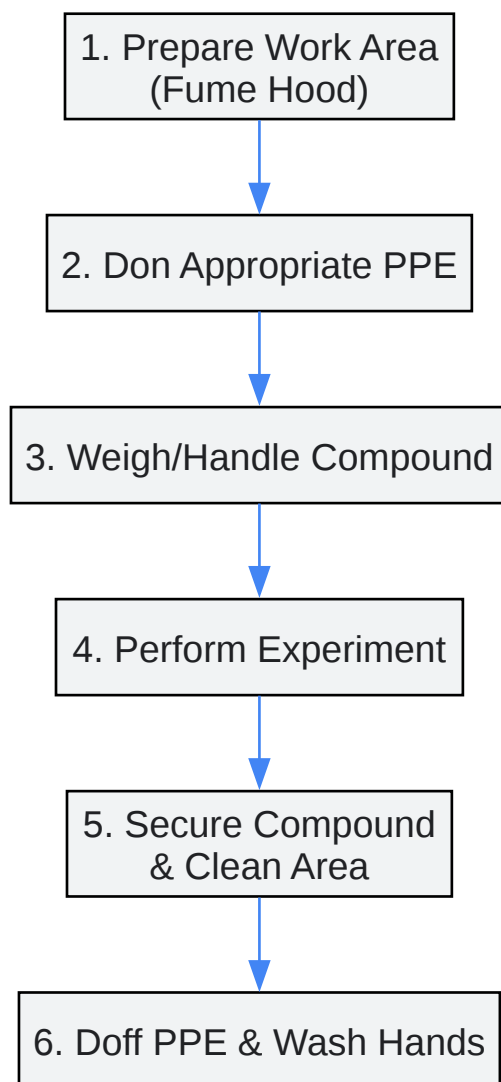 1. Prepare Work Area
(Fume Hood)
2. Don Appropriate PPE
3. Weigh/Handle Compound
4. Perform Experiment
5. Secure Compound
& Clean Area
6. Doff PPE & Wash Hands